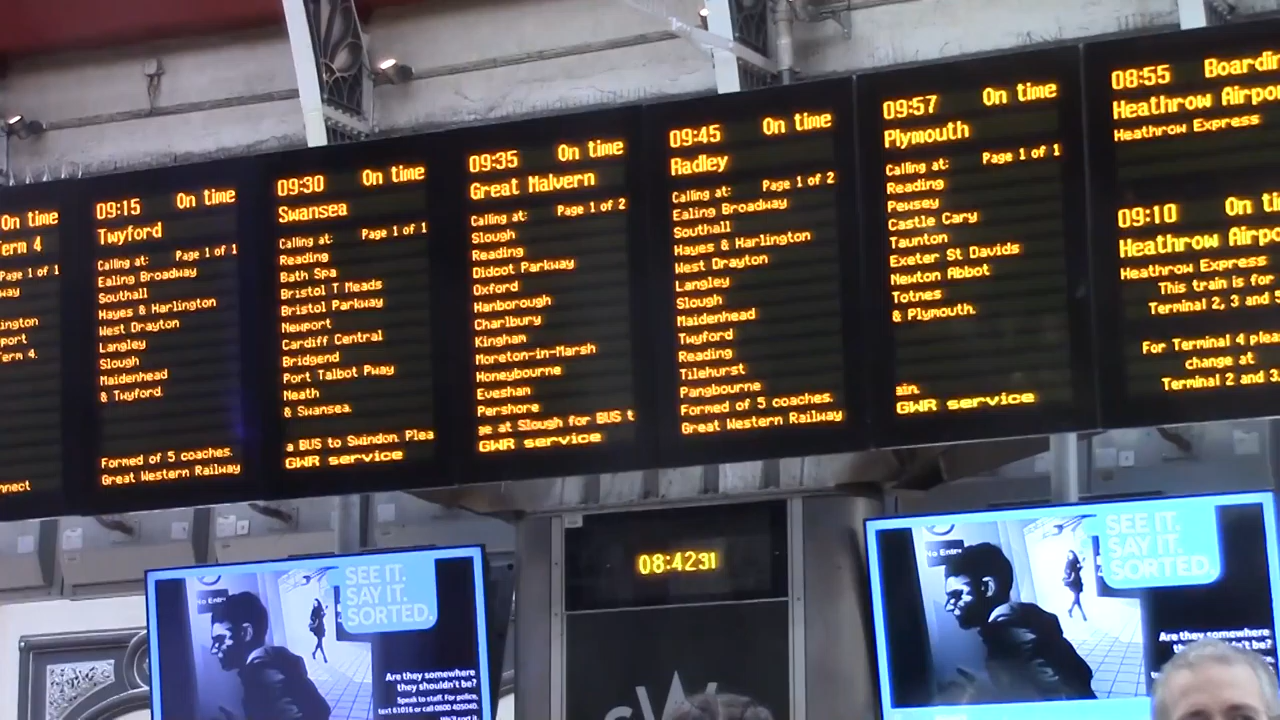 On time
Term 4
Page 1 of 1
way
ington
port
Term 4.
nnect
09:15 On time
Twyford
Calling at: Page 1 of 1
Ealing Broadway
Southall
Hayes & Harlington
West Drayton
Langley
Slough
Maidenhead
& Twyford.
Formed of 5 coaches.
Great Western Railway
09:30 On time
Swansea
Calling at: Page 1 of 1
Reading
Bath Spa
Bristol T Meads
Bristol Parkway
Newport
Cardiff Central
Bridgend
Port Talbot Pway
Neath
& Swansea.
a BUS to Swindon. Plea
GWR service
09:35 On time
Great Malvern
Calling at: Page 1 of 2
Slough
Reading
Didcot Parkway
Oxford
Hanborough
Charlbury
Kingham
Moreton-in-Marsh
Honeybourne
Evesham
Pershore
se at Slough for BUS t
GWR service
09:45 On time
Radley
Calling at: Page 1 of 2
Ealing Broadway
Southall
Hayes & Harlington
West Drayton
Langley
Slough
Maidenhead
Twyford
Reading
Tilehurst
Pangbourne
Formed of 5 coaches.
Great Western Railway
09:57 On time
Plymouth
Calling at: Page 1 of 1
Reading
Pewsey
Castle Cary
Taunton
Exeter St Davids
Newton Abbot
Totnes
& Plymouth.
ain.
GWR service
08:55 Boardin
Heathrow Airpo
Heathrow Express
09:10 On ti
Heathrow Airpo
Heathrow Express
This train is for
Terminal 2, 3 and 5
For Terminal 4 plea
change at
Terminal 2 and 3.
08:42 31
No Entry
SEE IT.
SAY IT.
SORTED.
Are they somewhere
they shouldn't be?
Speak to staff. For police,
text 61016 or call 0800 405040.
We'll sort it.
No Entry
SEE IT.
SAY IT.
SORTED.
Are they somewhere
they shouldn't be?